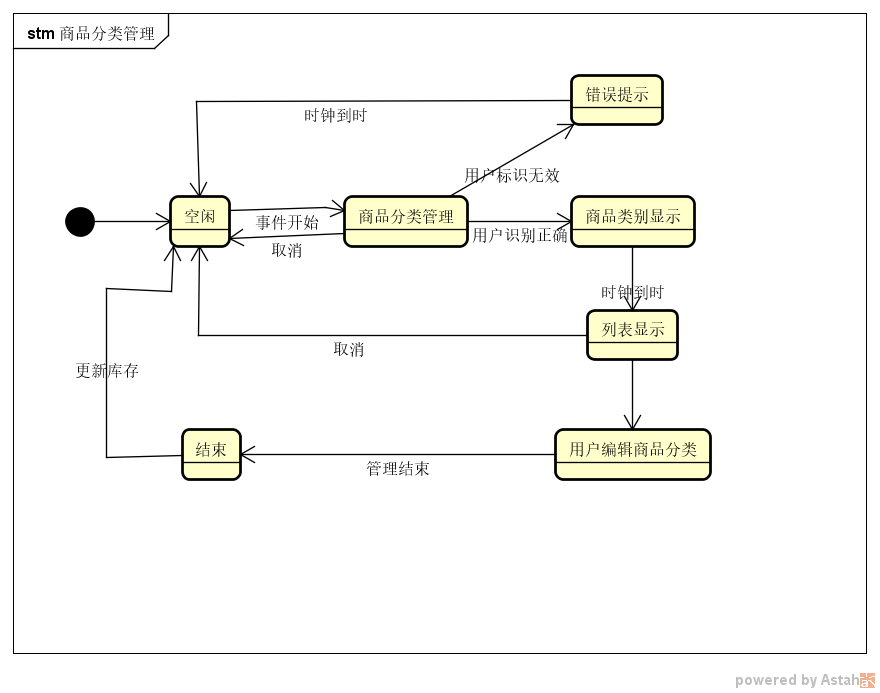 stm 商品分类管理
错误提示
时钟到时
用户标识无效
空闲
事件开始
商品分类管理
用户识别正确
商品类别显示
取消
时钟到时
列表显示
取消
更新库存
结束
管理结束
用户编辑商品分类
powered by Astah